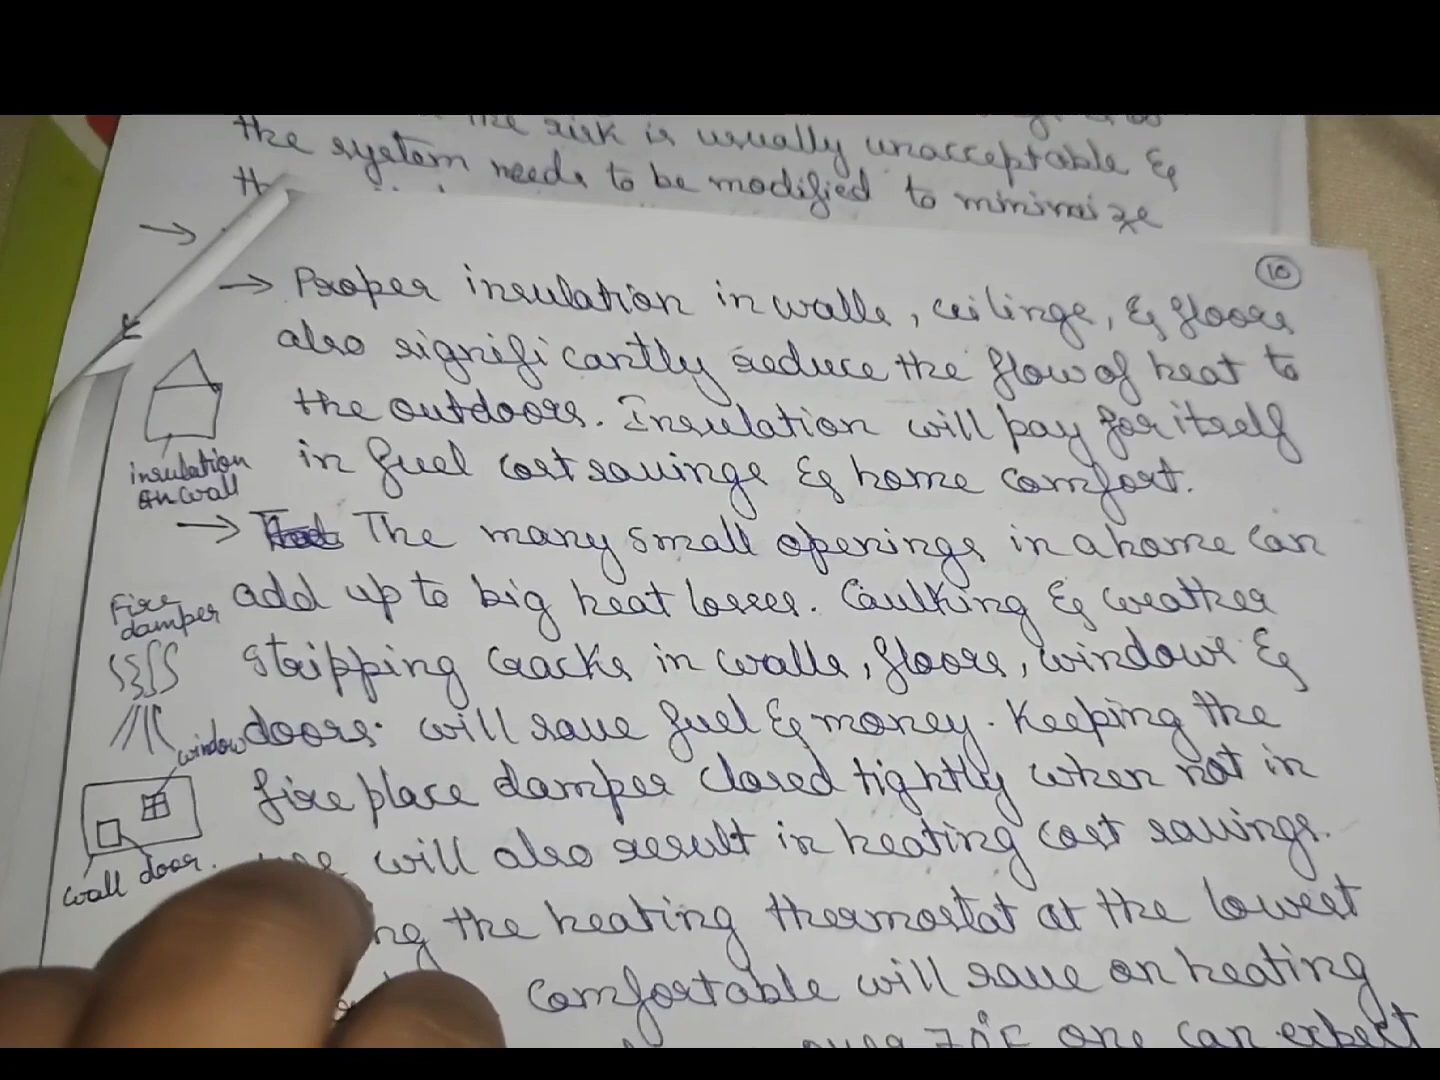 the risk is usually unacceptable &
the system needs to be modified to minimize
→
10
→ Proper insulation in walls, ceilings, & floors
also significantly reduce the flow of heat to
the outdoors. Insulation will pay for itself
in fuel cost savings & home comfort.
insulation
on wall
→ The many small openings in a home can
add up to big heat losses. Caulking & weather
stripping cracks in walls, floors, windows &
doors. will save fuel & money. Keeping the
fire place damper closed tightly when not in
use will also result in heating cost savings.
Fire
damper
window
wall door.
the heating thermostat at the lowest
comfortable will save on heating
70°F one can expect